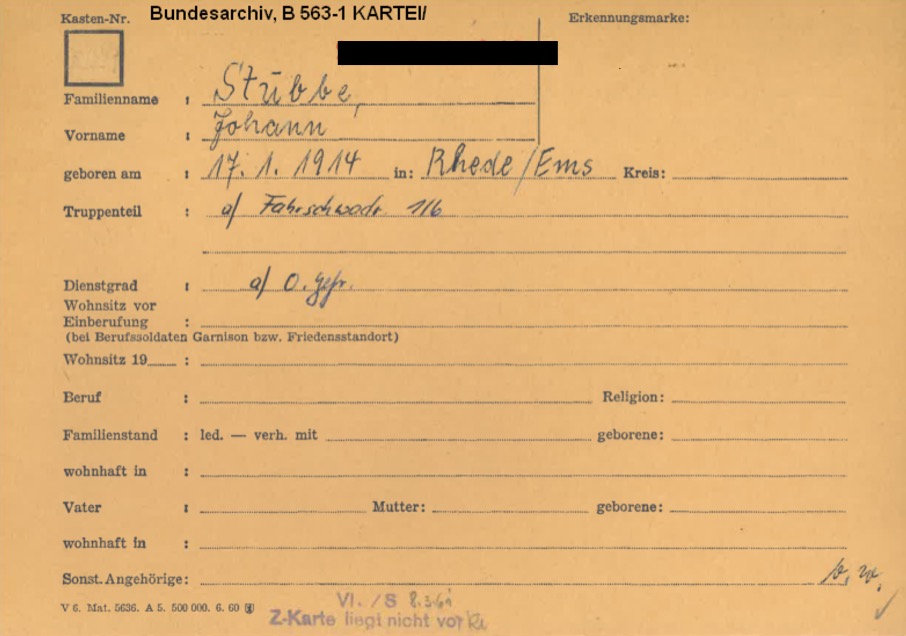 Bundesarchiv, B 563-1 KARTEI/
Kasten-Nr. Erkennungsmarke:
Familienname : Stübbe,
Vorname : Johann
geboren am : 17. 1. 1914 in: Rhede/Ems Kreis:
Truppenteil : a) Fahrschwadr. 1/6
Dienstgrad : a) O. Gefr.
Wohnsitz vor
Einberufung :
(bei Berufssoldaten Garnison bzw. Friedensstandort)
Wohnsitz 19 :
Beruf : Religion:
Familienstand : led. — verh. mit geborene:
wohnhaft in :
Vater : Mutter: geborene:
wohnhaft in :
Sonst. Angehörige: b. w.
V 6. Mat. 5636. A 5. 500 000. 6. 60
VI. /S 8.3.61
Z-Karte liegt nicht vor